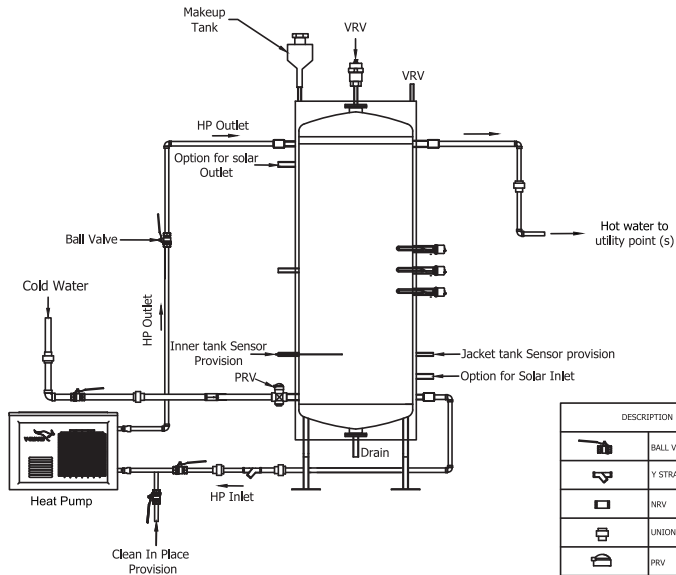 Makeup
Tank
VRV
VRV
HP Outlet
Option for solar
Outlet
Ball Valve
Hot water to
utility point (s)
Cold Water
HP Outlet
Inner tank Sensor
Provision
Jacket tank Sensor provision
PRV
Option for Solar Inlet
Drain
HP Inlet
Heat Pump
Clean In Place
Provision
DESCRIPTION
BALL V
Y STRA
NRV
UNION
PRV